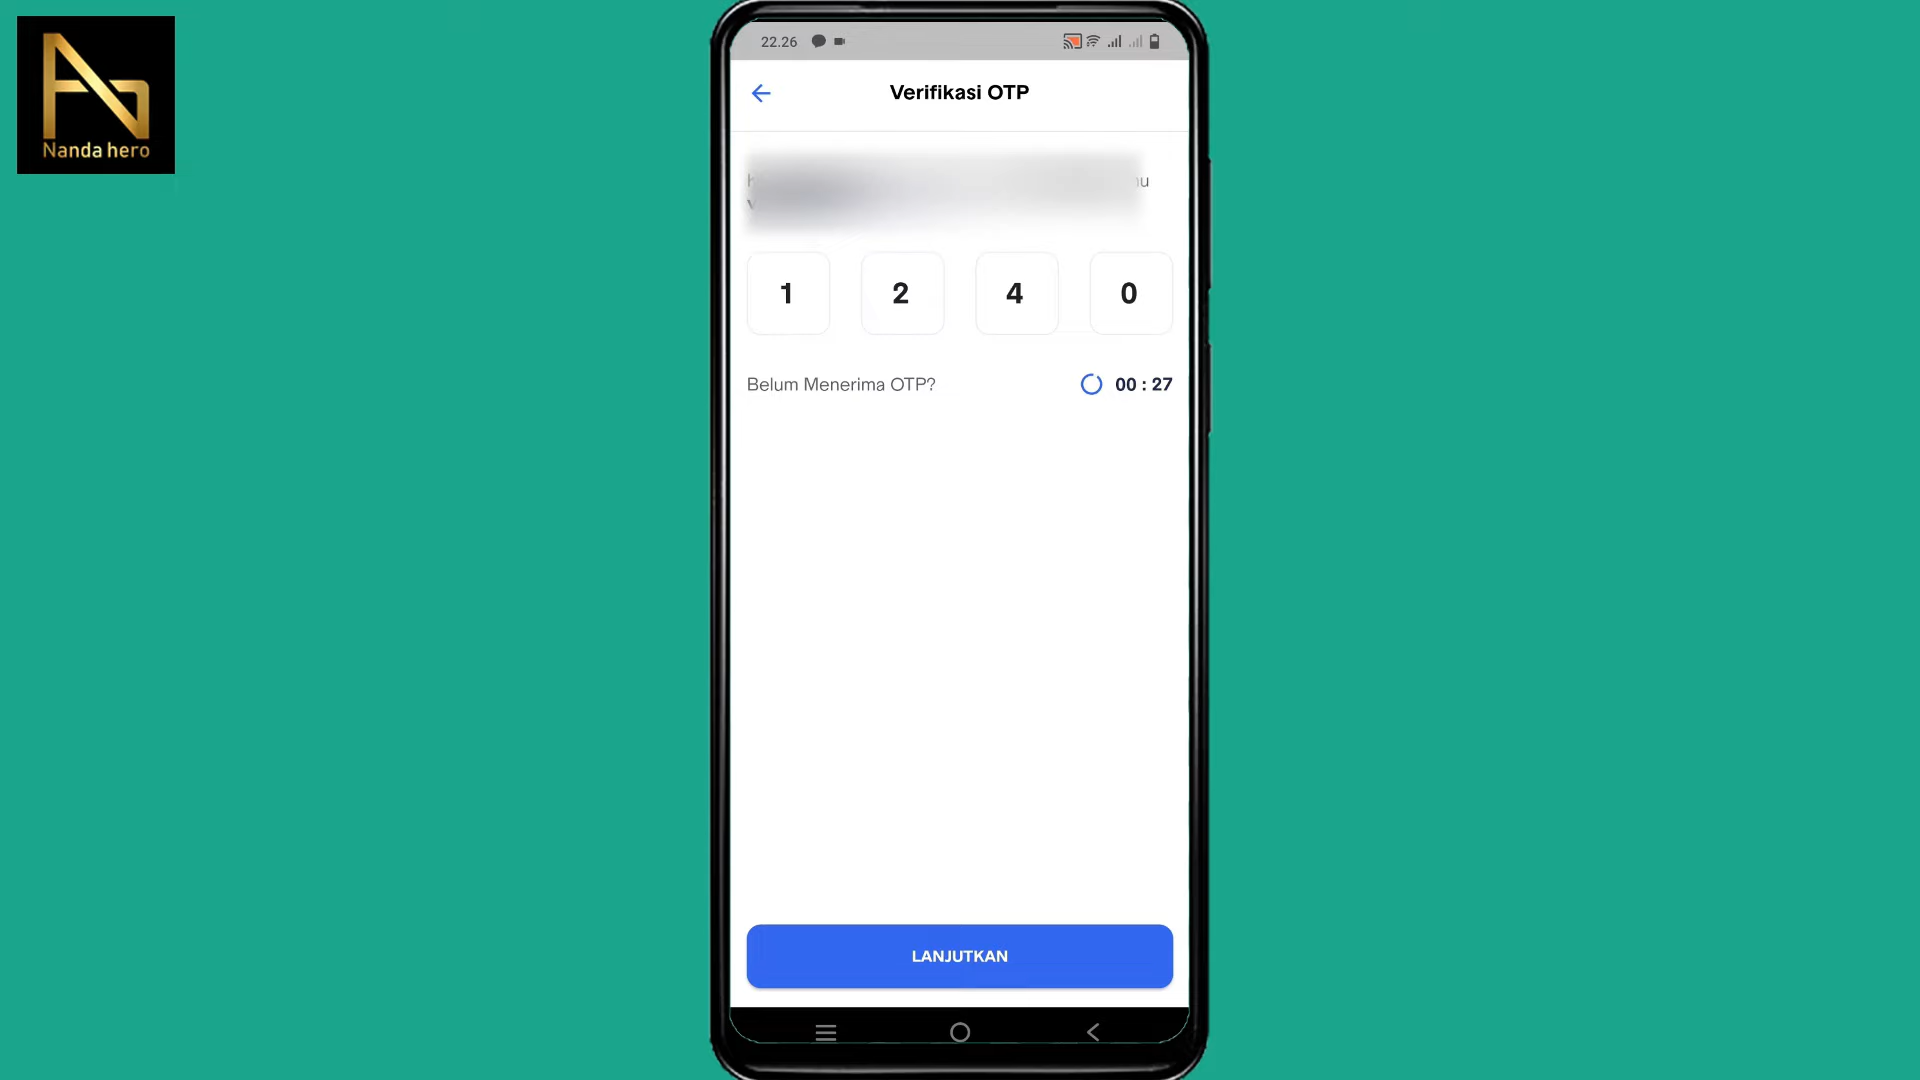 Nanda hero
22.26
Verifikasi OTP
1 2 4 0
Belum Menerima OTP? 00 : 27
LANJUTKAN